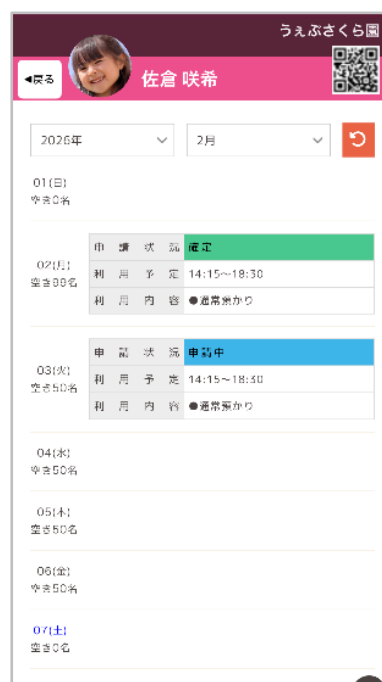 うぇぶさくら園
◀戻る
佐倉 咲希
2026年
2月
01(日)
空き0名
02(月)
空き99名
申請状況 確定
利用予定 14:15～18:30
利用内容 ●通常預かり
03(火)
空き50名
申請状況 申請中
利用予定 14:15～18:30
利用内容 ●通常預かり
04(水)
空き50名
05(木)
空き50名
06(金)
空き50名
07(土)
空き0名